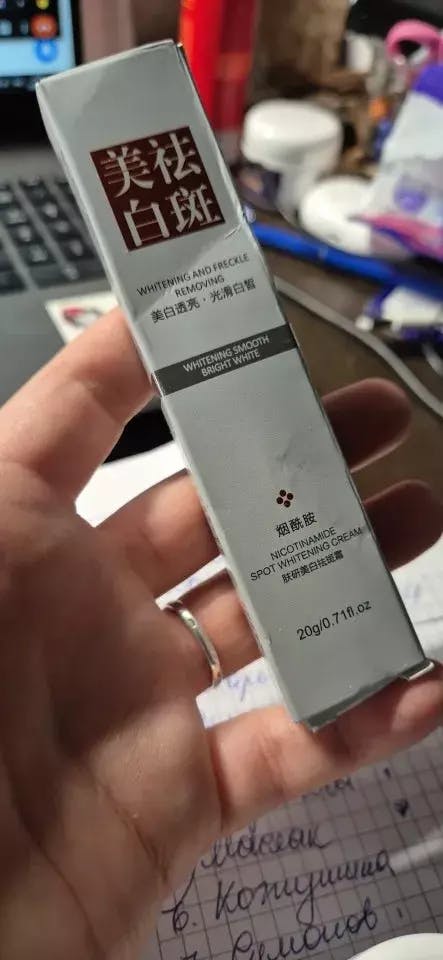 美祛
白斑
WHITENING AND FRECKLE
REMOVING
美白透亮，光滑白皙
WHITENING SMOOTH
BRIGHT WHITE
烟酰胺
NICOTINAMIDE
SPOT WHITENING CREAM
肤研美白祛斑霜
20g/0.71fl.oz
6. Кокушина